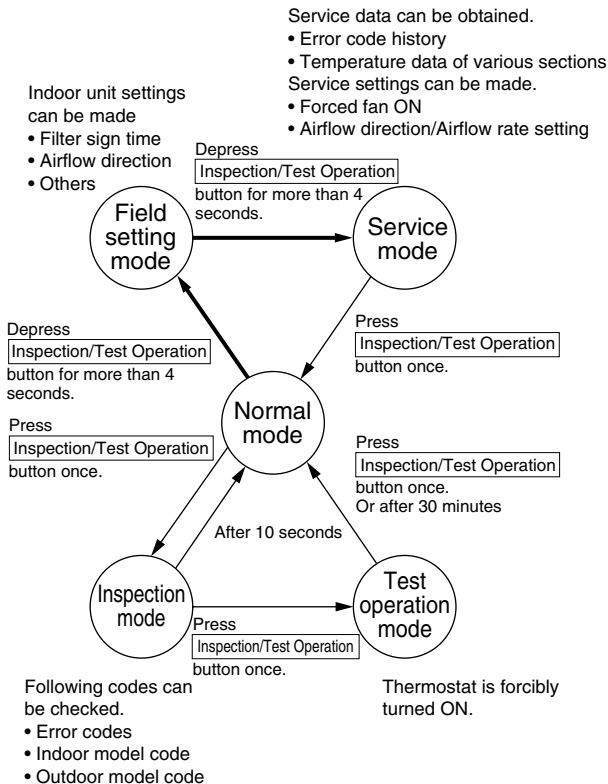 Service data can be obtained.
• Error code history
• Temperature data of various sections
Service settings can be made.
• Forced fan ON
• Airflow direction/Airflow rate setting
Indoor unit settings
can be made
• Filter sign time
• Airflow direction
• Others
Depress
Inspection/Test Operation
button for more than 4
seconds.
Field
setting
mode
Service
mode
Depress
Inspection/Test Operation
button for more than 4
seconds.
Press
Inspection/Test Operation
button once.
Normal
mode
Press
Inspection/Test Operation
button once.
Press
Inspection/Test Operation
button once.
Or after 30 minutes
After 10 seconds
Inspection
mode
Test
operation
mode
Press
Inspection/Test Operation
button once.
Following codes can
be checked.
• Error codes
• Indoor model code
• Outdoor model code
Thermostat is forcibly
turned ON.